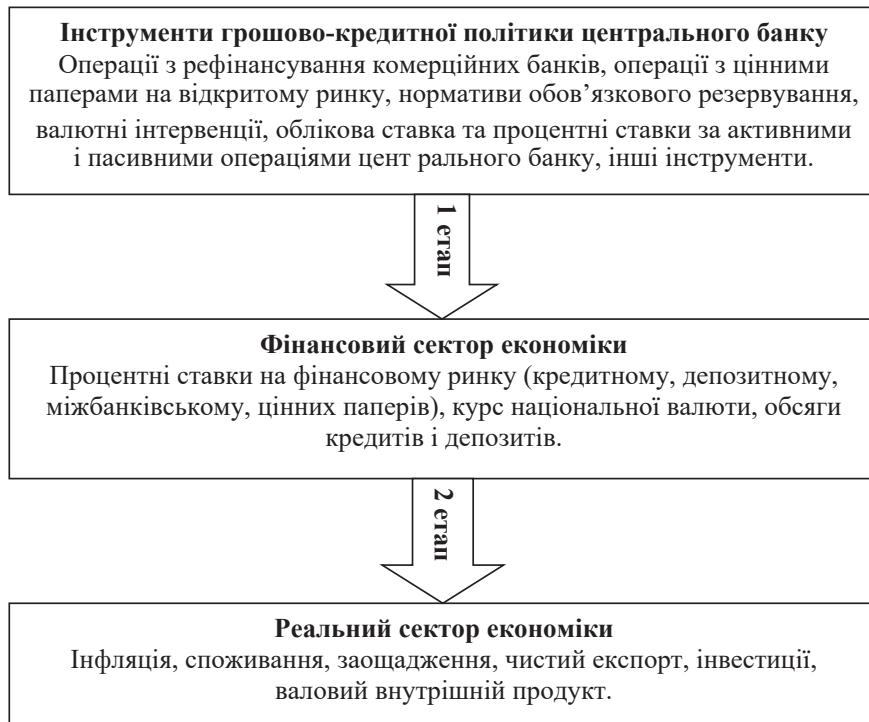 Інструменти грошово-кредитної політики центрального банку
Операції з рефінансування комерційних банків, операції з цінними
паперами на відкритому ринку, нормативи обов’язкового резервування,
валютні інтервенції, облікова ставка та процентні ставки за активними
і пасивними операціями цент рального банку, інші інструменти.
1 етап
Фінансовий сектор економіки
Процентні ставки на фінансовому ринку (кредитному, депозитному,
міжбанківському, цінних паперів), курс національної валюти, обсяги
кредитів і депозитів.
2 етап
Реальний сектор економіки
Інфляція, споживання, заощадження, чистий експорт, інвестиції,
валовий внутрішній продукт.